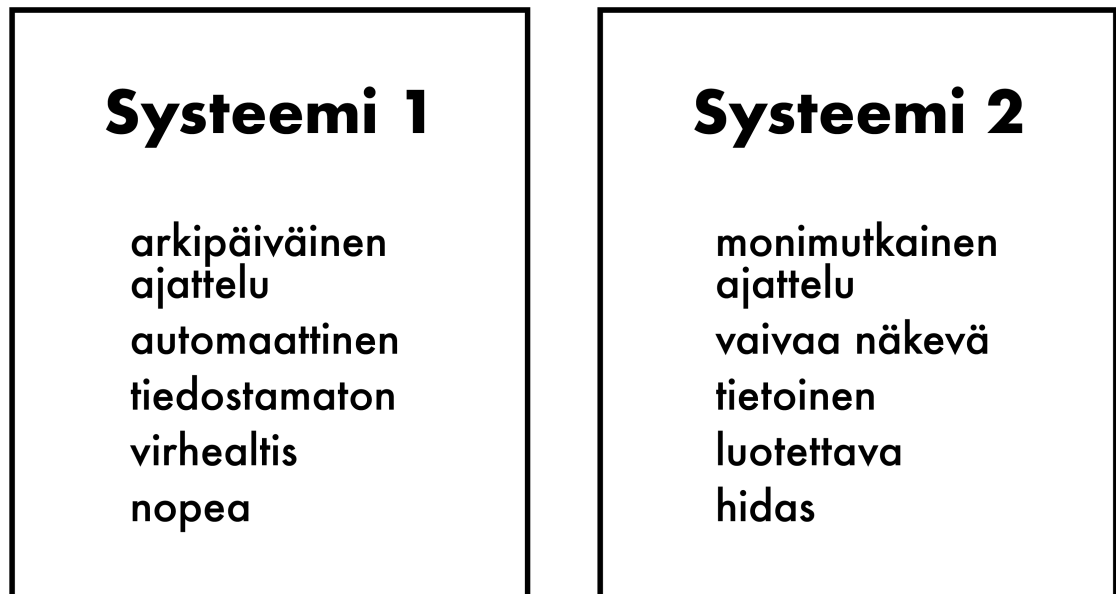 Systeemi 1
arkipäiväinen
ajattelu
automaattinen
tiedostamaton
virhealtis
nopea
Systeemi 2
monimutkainen
ajattelu
vaivaa näkevä
tietoinen
luotettava
hidas